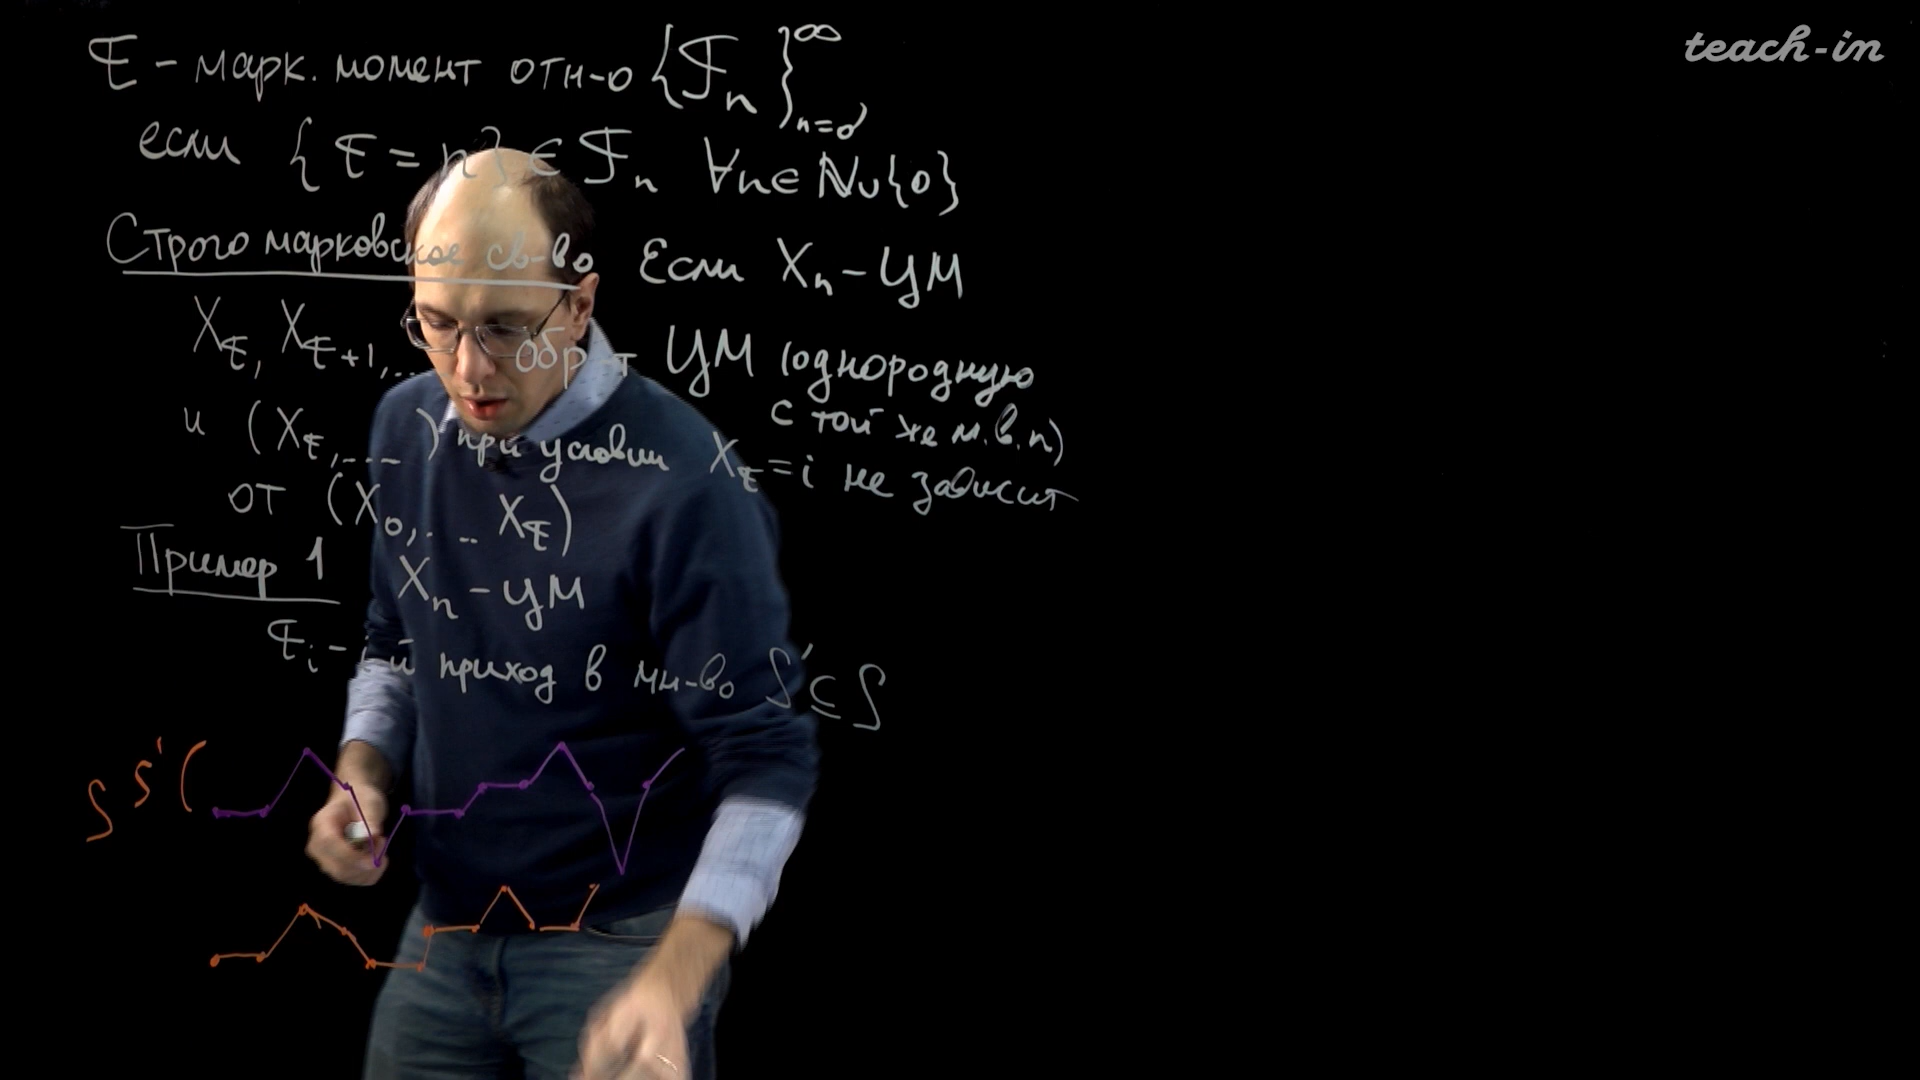 teach-in
τ – марк. момент отн-о {ℱₙ}ₙ₌₀^∞
если {τ = n} ∈ ℱₙ ∀n ∈ ℕ∪{0}
Строго марковское св-во Если Xₙ – ЦМ
X_τ, X_{τ+1}, ... обр-т ЦМ (однородную
с той же м.в.п)
и (X_τ, ...) при условии X_τ = i не зависит
от (X₀, ... X_τ)
Пример 1 Xₙ – ЦМ
τᵢ – i-й приход в мн-во S' ⊆ S
S S' (